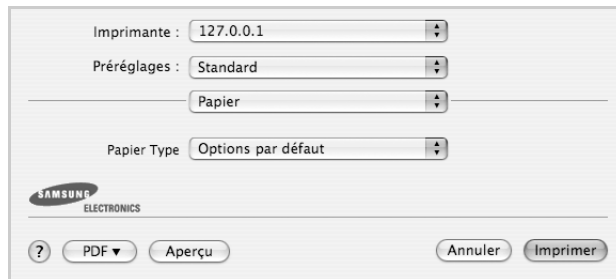 Imprimante : 127.0.0.1
Préréglages : Standard
Papier
Papier Type Options par défaut
SAMSUNG
ELECTRONICS
? PDF ▼ Aperçu Annuler Imprimer